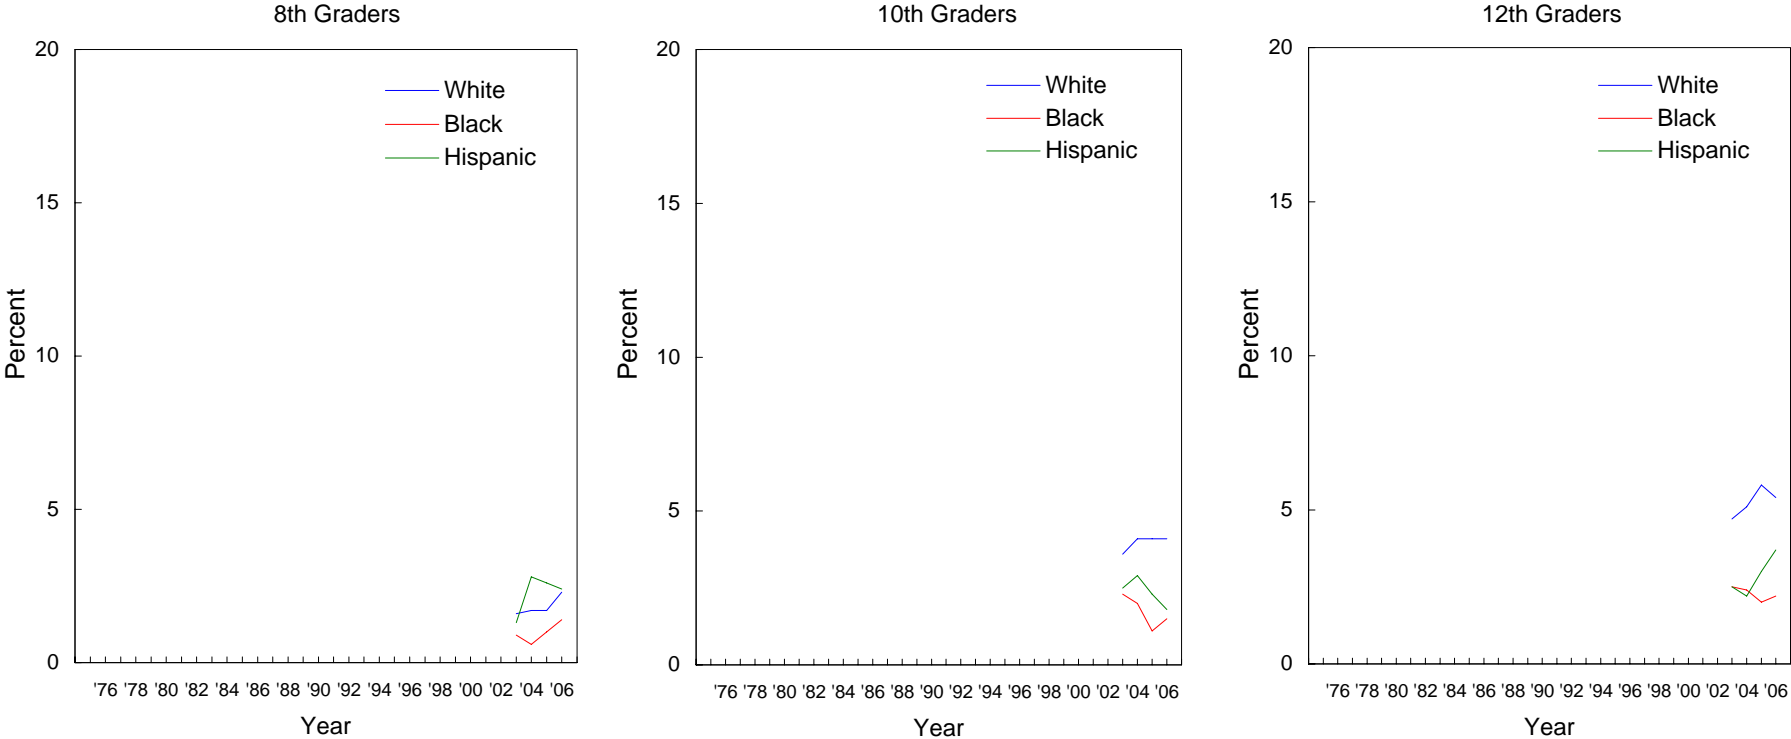 8th Graders
20
15
10
5
0
Percent
White
Black
Hispanic
'76 '78 '80 '82 '84 '86 '88 '90 '92 '94 '96 '98 '00 '02 '04 '06
Year
10th Graders
20
15
10
5
0
Percent
White
Black
Hispanic
'76 '78 '80 '82 '84 '86 '88 '90 '92 '94 '96 '98 '00 '02 '04 '06
Year
12th Graders
20
15
10
5
0
Percent
White
Black
Hispanic
'76 '78 '80 '82 '84 '86 '88 '90 '92 '94 '96 '98 '00 '02 '04 '06
Year